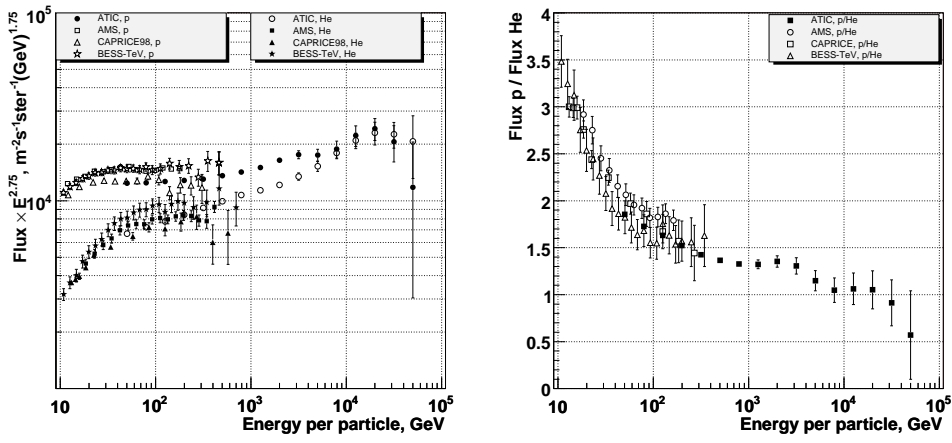 Flux × E^2.75, m^-2s^-1ster^-1(GeV)^1.75
10^5
10^4
ATIC, p
AMS, p
CAPRICE98, p
BESS-TeV, p
ATIC, He
AMS, He
CAPRICE98, He
BESS-TeV, He
10 10^2 10^3 10^4 10^5
Energy per particle, GeV
Flux p / Flux He
4
3.5
3
2.5
2
1.5
1
0.5
0
ATIC, p/He
AMS, p/He
CAPRICE, p/He
BESS-TeV, p/He
10 10^2 10^3 10^4 10^5
Energy per particle, GeV